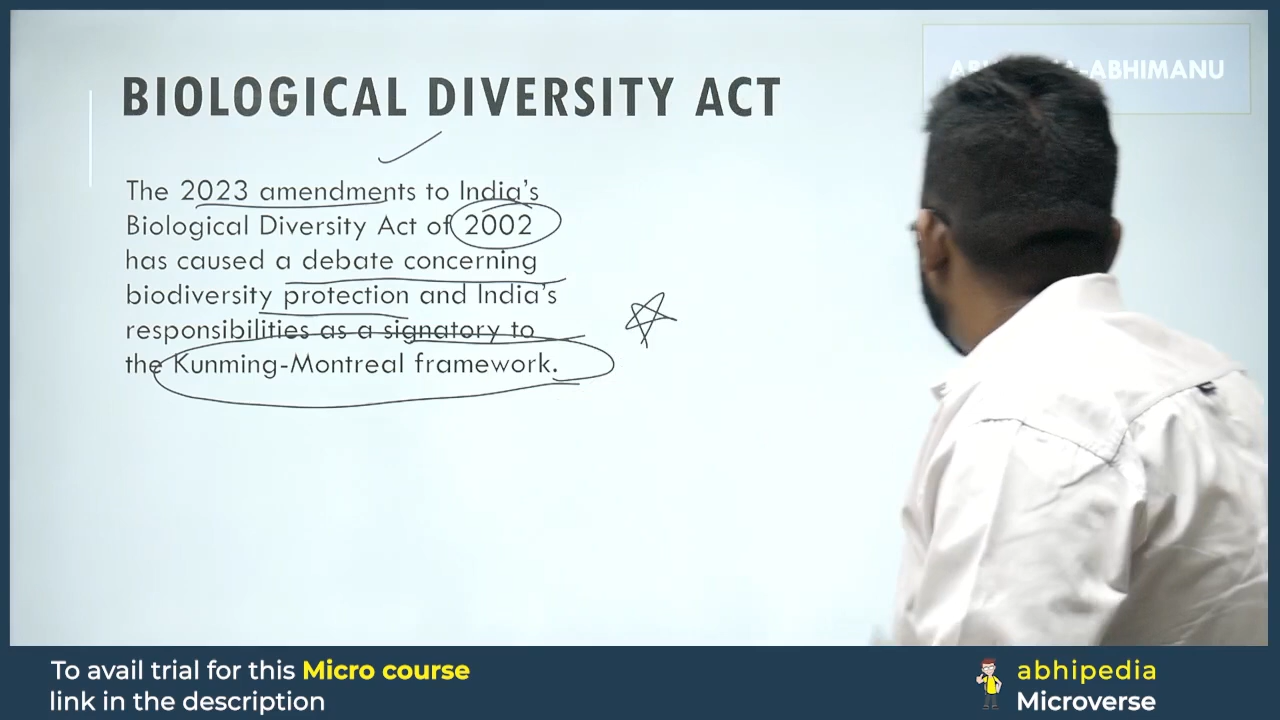 BIOLOGICAL DIVERSITY ACT
The 2023 amendments to India's
Biological Diversity Act of 2002
has caused a debate concerning
biodiversity protection and India's
responsibilities as a signatory to
the Kunming-Montreal framework.
-ABHIMANU
To avail trial for this Micro course
link in the description
abhipedia
Microverse